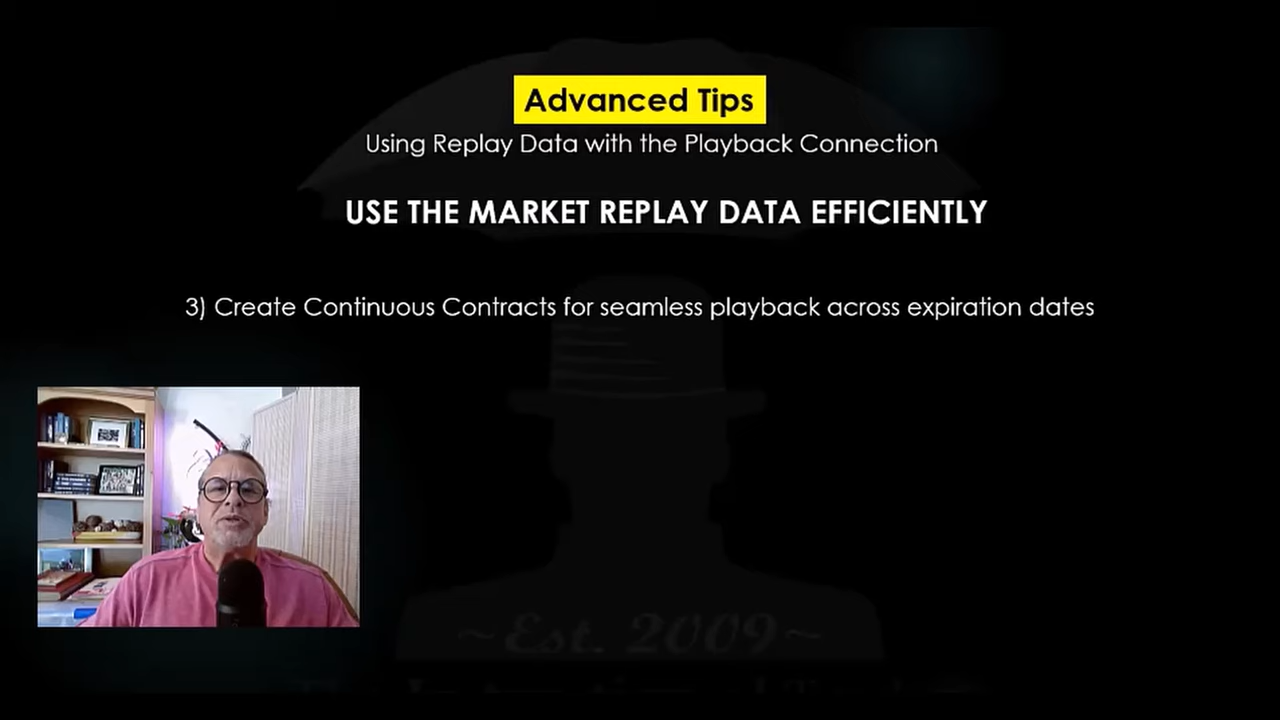 Advanced Tips
Using Replay Data with the Playback Connection
USE THE MARKET REPLAY DATA EFFICIENTLY
3) Create Continuous Contracts for seamless playback across expiration dates
~Est. 2009~